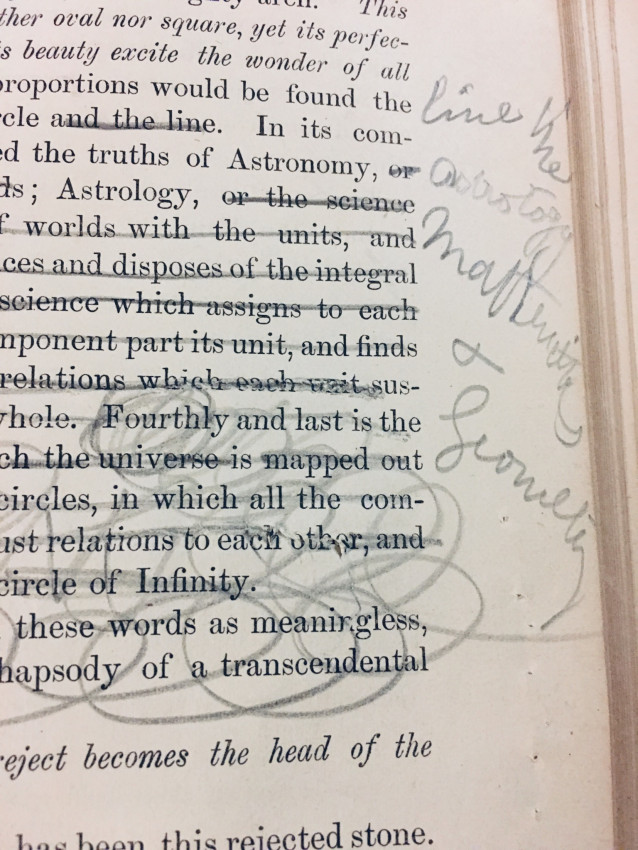 This
ther oval nor square, yet its perfec-
s beauty excite the wonder of all
proportions would be found the
rcle and the line. In its com-
ed the truths of Astronomy, or
ds; Astrology, or the science
f worlds with the units, and
ces and disposes of the integral
science which assigns to each
mponent part its unit, and finds
relations which each unit sus-
whole. Fourthly and last is the
ch the universe is mapped out
circles, in which all the com-
ust relations to each other, and
circle of Infinity.
these words as meaningless,
hapsody of a transcendental
reject becomes the head of the
has been this rejected stone.
line the
astrology
&
Geometry